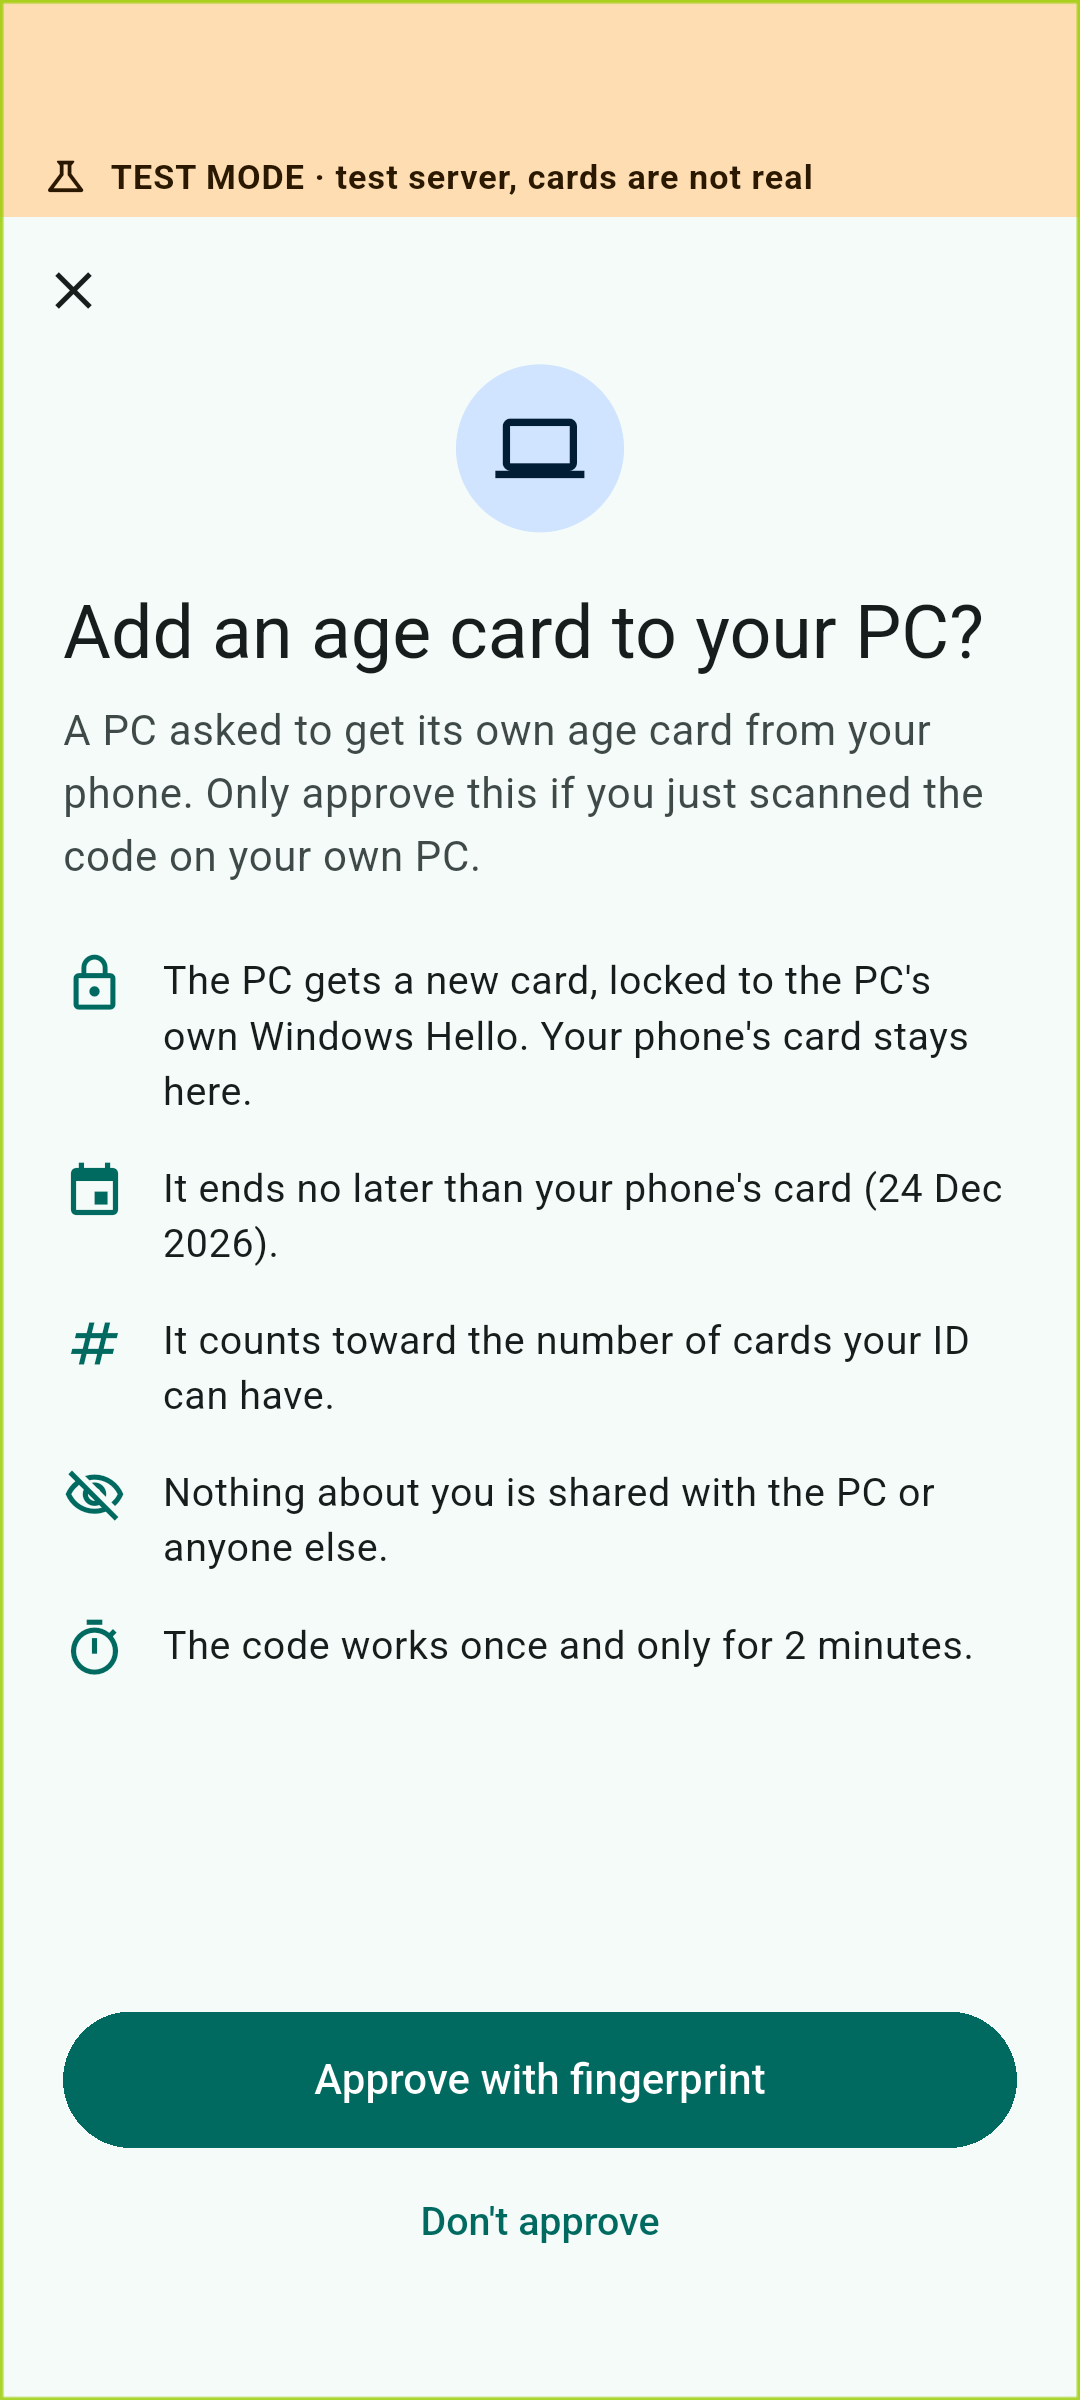 TEST MODE · test server, cards are not real
Add an age card to your PC?
A PC asked to get its own age card from your
phone. Only approve this if you just scanned the
code on your own PC.
The PC gets a new card, locked to the PC's
own Windows Hello. Your phone's card stays
here.
It ends no later than your phone's card (24 Dec
2026).
It counts toward the number of cards your ID
can have.
Nothing about you is shared with the PC or
anyone else.
The code works once and only for 2 minutes.
Approve with fingerprint
Don't approve